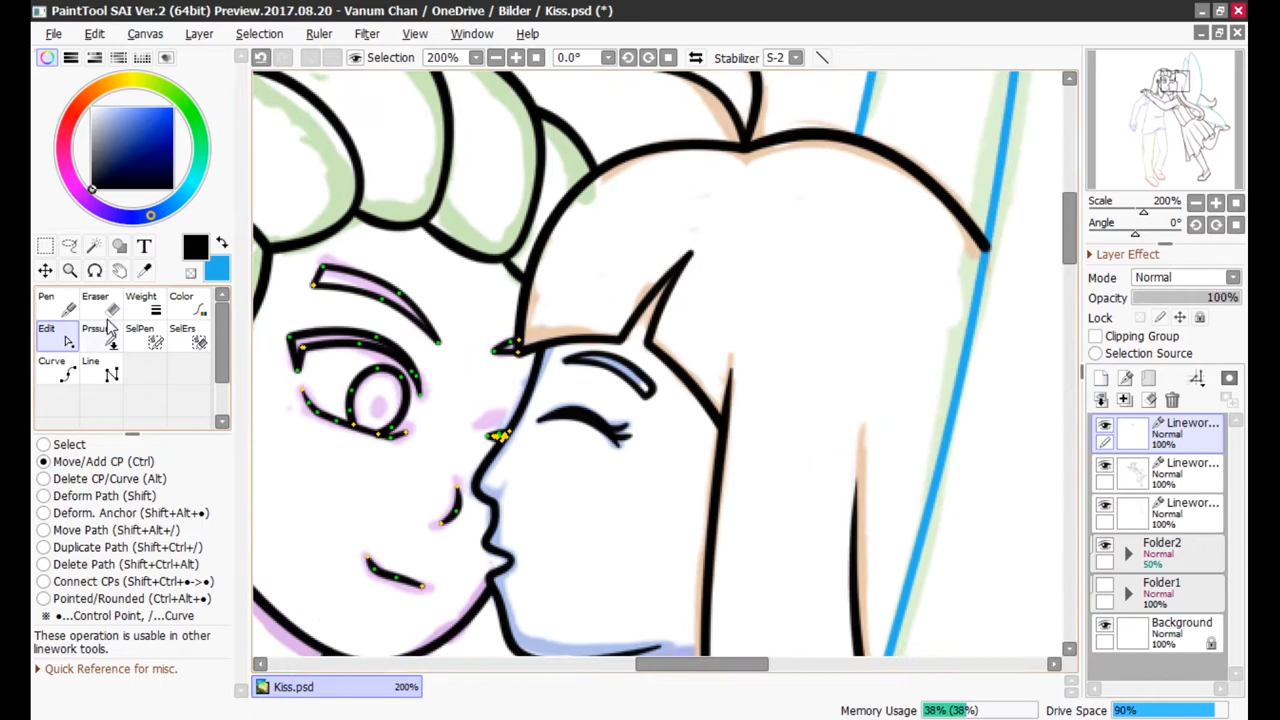 PaintTool SAI Ver.2 (64bit) Preview.2017.08.20 - Vanum Chan / OneDrive / Bilder / Kiss.psd (*)
File Edit Canvas Layer Selection Ruler Filter View Window Help
Selection 200% 0.0° Stabilizer S-2
T
Pen Eraser Weight Color
Edit Prssu SelPen SelErs
Curve Line
Select
Move/Add CP (Ctrl)
Delete CP/Curve (Alt)
Deform Path (Shift)
Deform. Anchor (Shift+Alt+●)
Move Path (Shift+Alt+/)
Duplicate Path (Shift+Ctrl+/)
Delete Path (Shift+Ctrl+Alt)
Connect CPs (Shift+Ctrl+●->●)
Pointed/Rounded (Ctrl+Alt+●)
※ ●...Control Point, /...Curve
These operation is usable in other
linework tools.
Quick Reference for misc.
Scale 200%
Angle 0°
Layer Effect
Mode Normal
Opacity 100%
Lock
Clipping Group
Selection Source
Linewor...
Normal
100%
Linewor...
Normal
100%
Linewor...
Normal
100%
Folder2
Normal
50%
Folder1
Normal
100%
Background
Normal
100%
Kiss.psd 200%
Memory Usage 38% (38%) Drive Space 90%